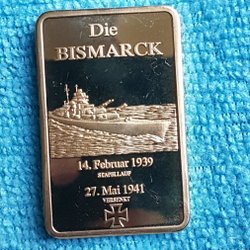 Die
BISMARCK
14. Februar 1939
STAPELLAUF
27. Mai 1941
VERSENKT